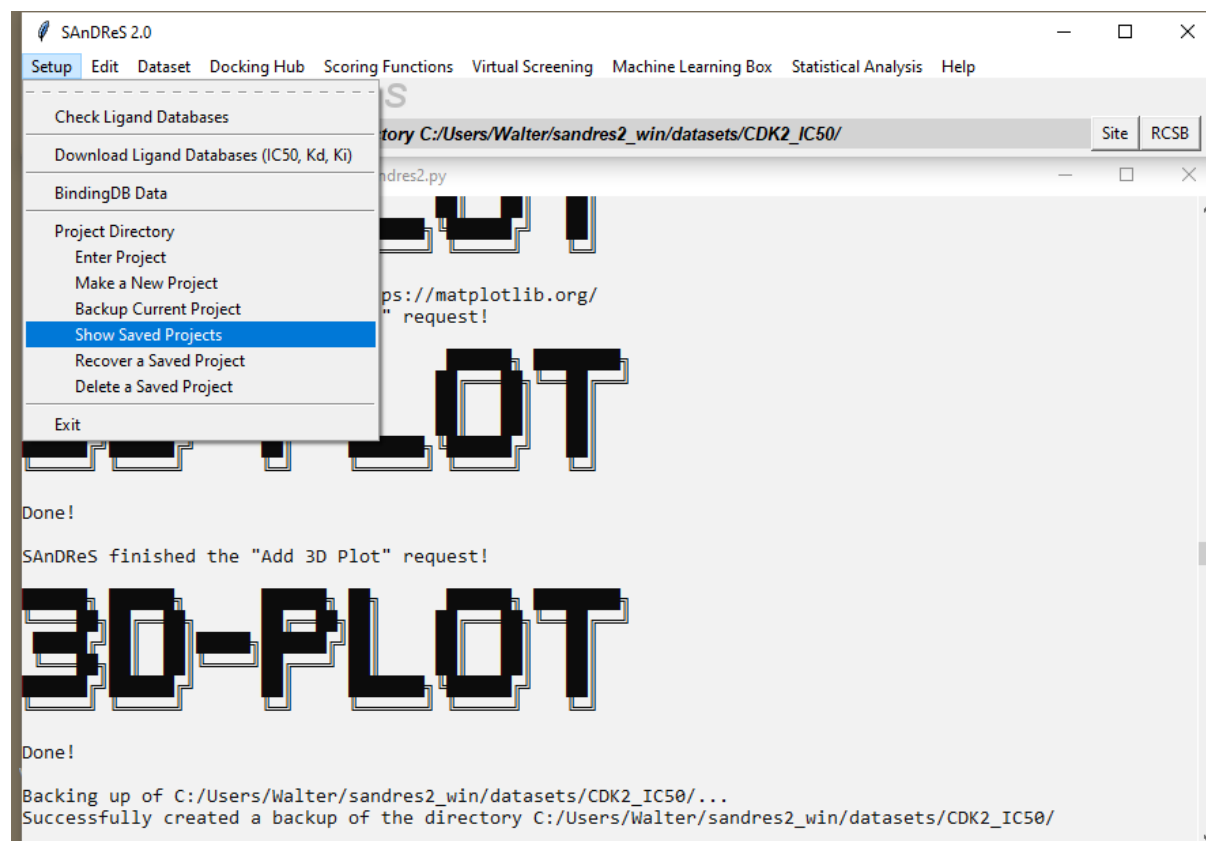 SAnDReS 2.0
Setup Edit Dataset Docking Hub Scoring Functions Virtual Screening Machine Learning Box Statistical Analysis Help
S
Check Ligand Databases
tory C:/Users/Walter/sandres2_win/datasets/CDK2_IC50/ Site RCSB
Download Ligand Databases (IC50, Kd, Ki)
ndres2.py
BindingDB Data
Project Directory
Enter Project
Make a New Project
ps://matplotlib.org/
Backup Current Project
" request!
Show Saved Projects
Recover a Saved Project
Delete a Saved Project
Exit
Done!
SAnDReS finished the "Add 3D Plot" request!
3D-PLOT
Done!
Backing up of C:/Users/Walter/sandres2_win/datasets/CDK2_IC50/...
Successfully created a backup of the directory C:/Users/Walter/sandres2_win/datasets/CDK2_IC50/